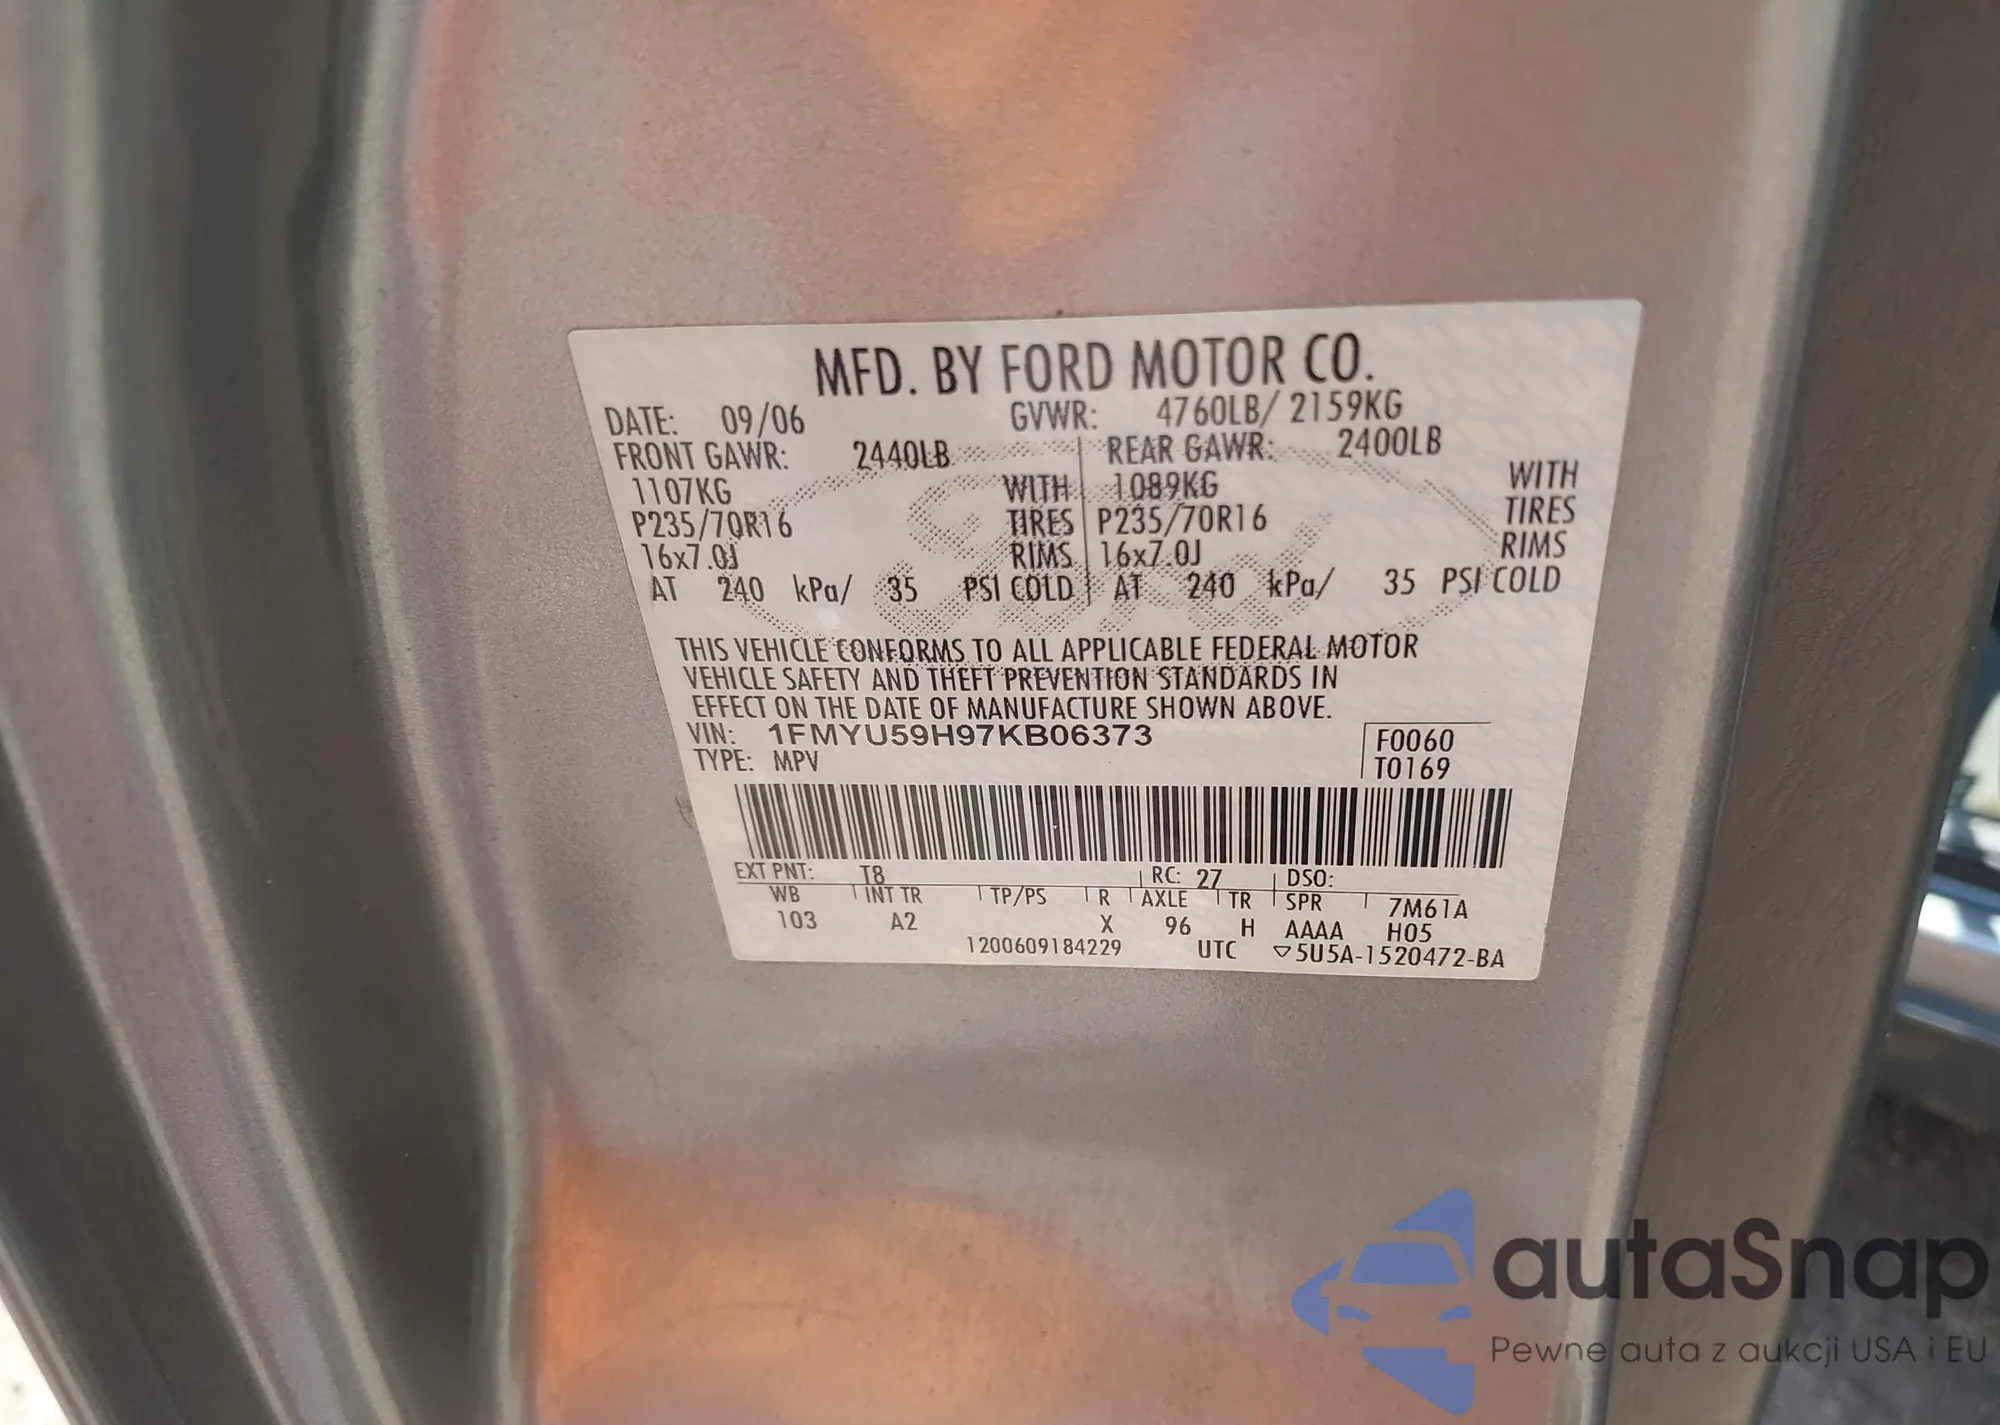 MFD. BY FORD MOTOR CO.
DATE: 09/06 GVWR: 4760LB/ 2159KG
FRONT GAWR: 2440LB REAR GAWR: 2400LB
1107KG WITH 1089KG WITH
P235/70R16 TIRES P235/70R16 TIRES
16x7.0J RIMS 16x7.0J RIMS
AT 240 kPa/ 35 PSI COLD AT 240 kPa/ 35 PSI COLD
THIS VEHICLE CONFORMS TO ALL APPLICABLE FEDERAL MOTOR
VEHICLE SAFETY AND THEFT PREVENTION STANDARDS IN
EFFECT ON THE DATE OF MANUFACTURE SHOWN ABOVE.
VIN: 1FMYU59H97KB06373 F0060
TYPE: MPV T0169
EXT PNT: T8 RC: 27 DSO:
WB INT TR TP/PS R AXLE TR SPR 7M61A
103 A2 X 96 H AAAA H05
1200609184229 UTC ▽5U5A-1520472-BA
autaSnap
Pewne auta z aukcji USA i EU